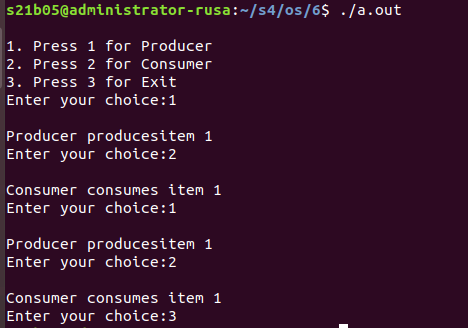 s21b05@administrator-rusa:~/s4/os/6$ ./a.out
1. Press 1 for Producer
2. Press 2 for Consumer
3. Press 3 for Exit
Enter your choice:1
Producer producesitem 1
Enter your choice:2
Consumer consumes item 1
Enter your choice:1
Producer producesitem 1
Enter your choice:2
Consumer consumes item 1
Enter your choice:3